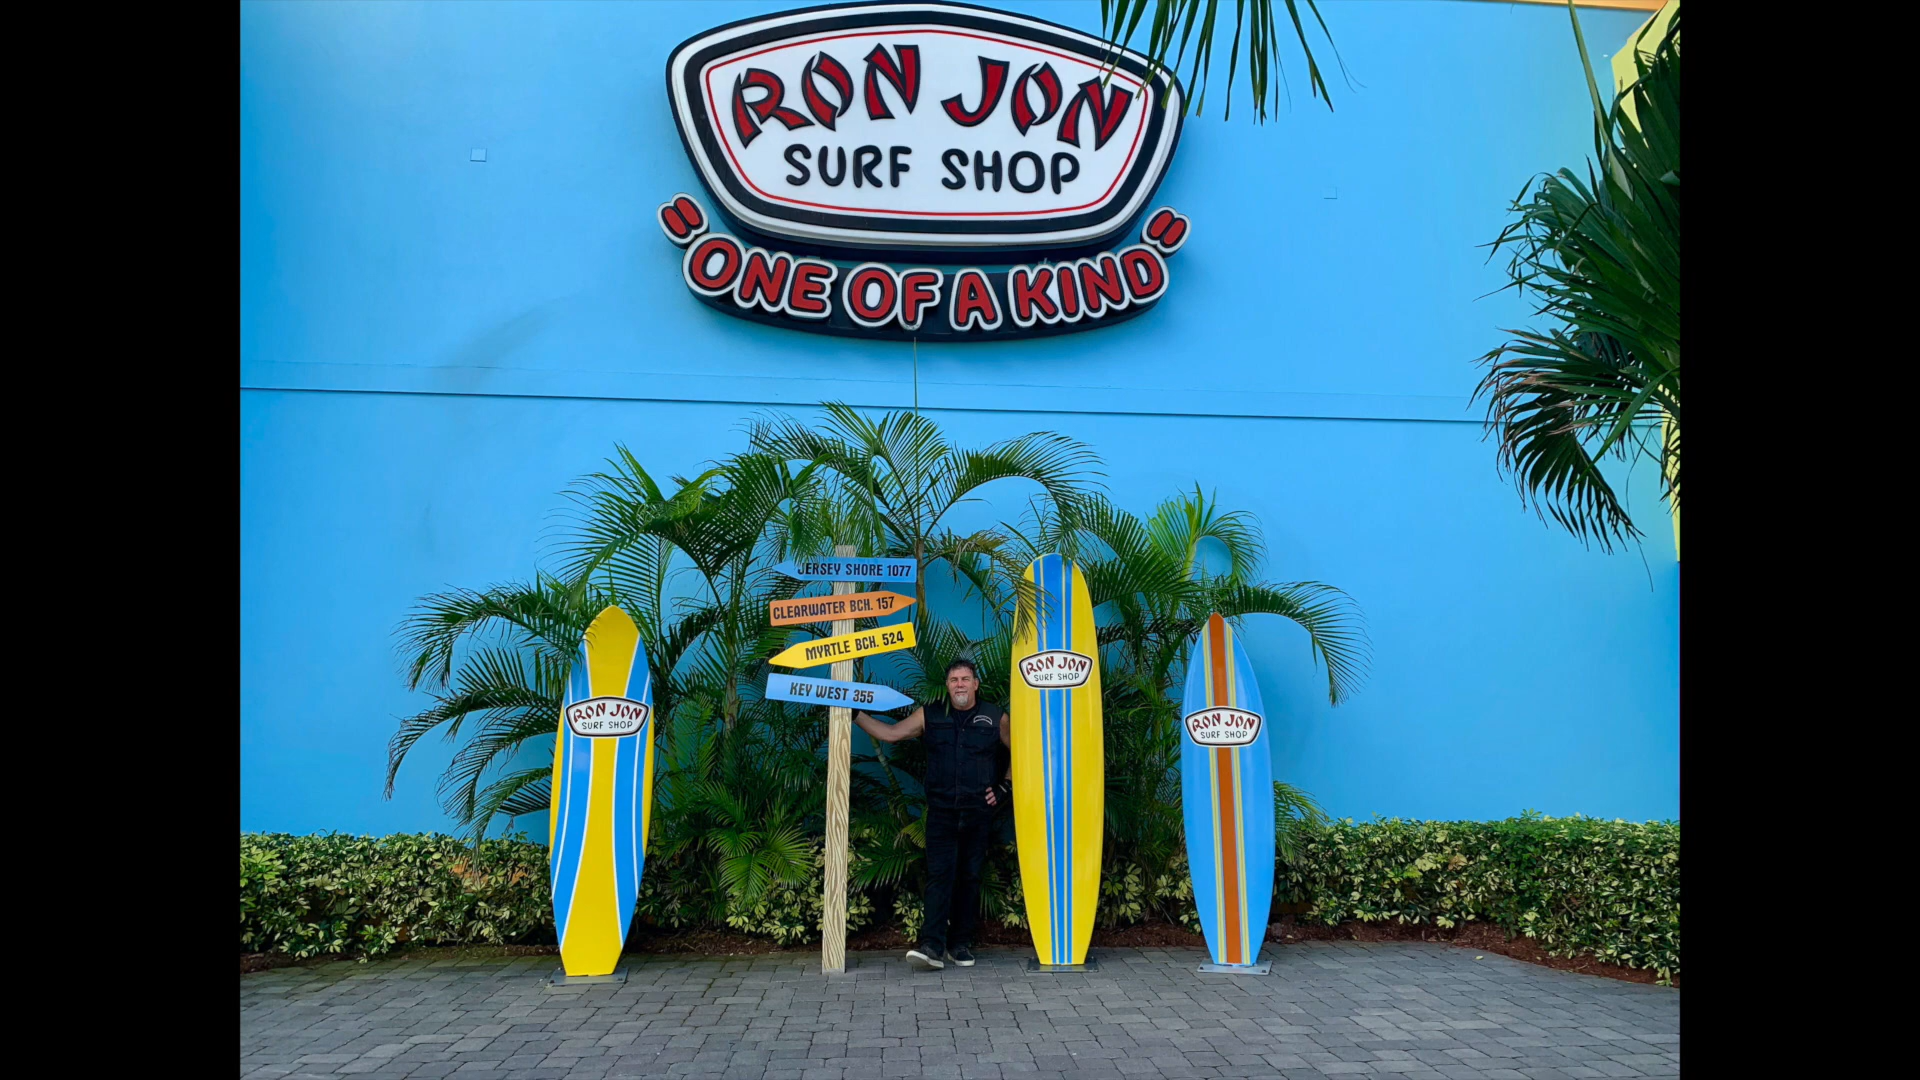 RON JON
SURF SHOP
"ONE OF A KIND"
JERSEY SHORE 1077
CLEARWATER BCH. 157
MYRTLE BCH. 524
KEY WEST 355
RON JON
SURF SHOP
RON JON
SURF SHOP
RON JON
SURF SHOP